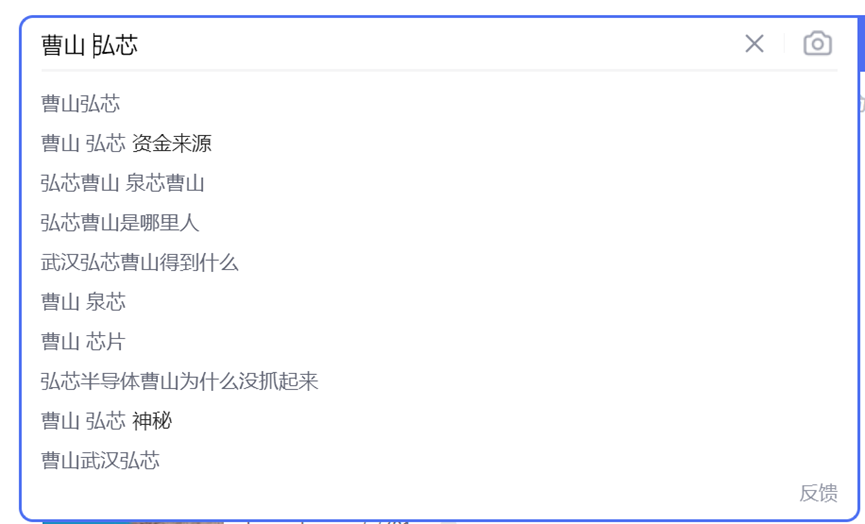 曹山 弘芯
曹山弘芯
曹山 弘芯 资金来源
弘芯曹山 泉芯曹山
弘芯曹山是哪里人
武汉弘芯曹山得到什么
曹山 泉芯
曹山 芯片
弘芯半导体曹山为什么没抓起来
曹山 弘芯 神秘
曹山武汉弘芯
反馈